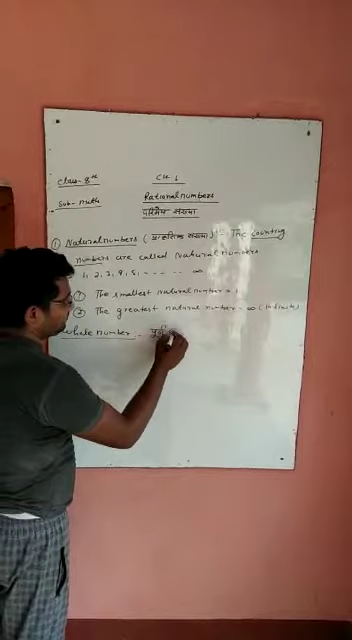 Class-8th
CH-1
Sub-math
Rational numbers
परिमेय संख्या
① Natural numbers ( प्राकृतिक संख्या ) - The counting
numbers are called Natural numbers
1, 2, 3, 4, 5, - - - - - - ∞
① The smallest Natural number = 1
② The greatest natural number - ∞ (Infinite)
whole number -